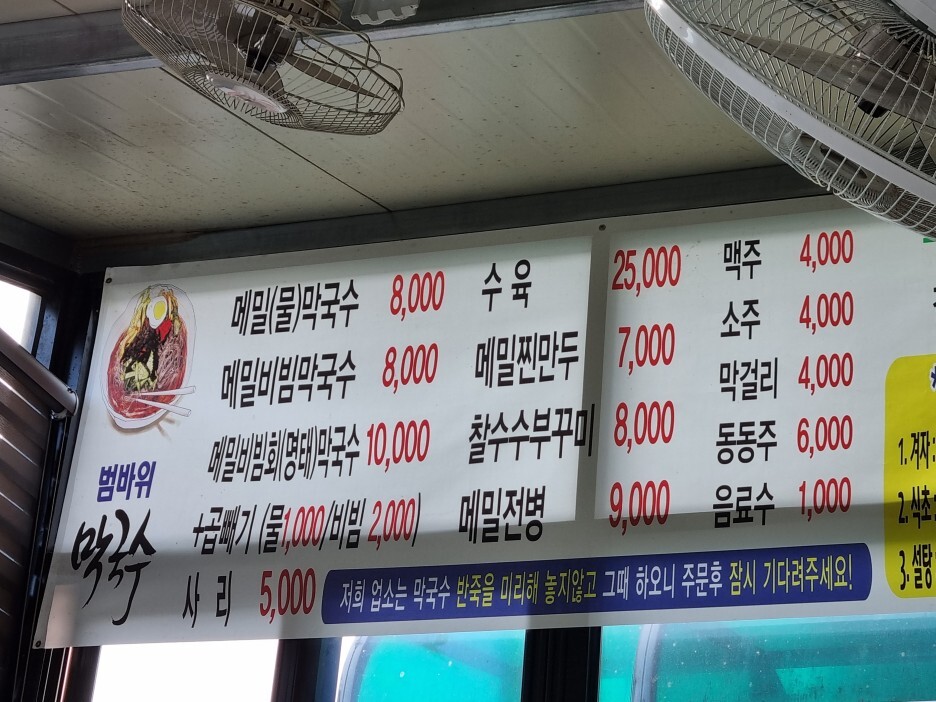 메밀(물)막국수 8,000
메밀비빔막국수 8,000
메밀비빔회(명태)막국수 10,000
+곱빼기 (물1,000/비빔 2,000)
사 리 5,000
수 육 25,000
메밀찐만두 7,000
찰수수부꾸미 8,000
메밀전병 9,000
맥주 4,000
소주 4,000
막걸리 4,000
동동주 6,000
음료수 1,000
범바위
막국수
저희 업소는 막국수 반죽을 미리해 놓지않고 그때 하오니 주문후 잠시 기다려주세요!
1. 겨자:
2. 식초:
3. 설탕